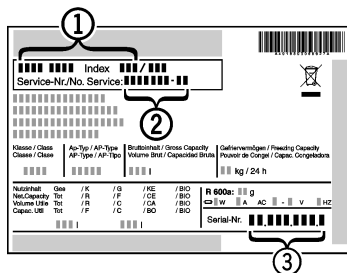 1
Index /
Service-Nr./No. Service: -
2
Klasse / Class
Classe / Clase
Ap-Typ / AP-Type
AP-Type / AP-Tipo
Bruttoinhalt / Gross Capacity
Volume Brut / Capacidad Bruta
Gefriervermögen / Freezing Capacity
Pouvoir de Congel / Capac. Congeladora
l
kg / 24 h
Nutzinhalt Ges / K / G / KE / BIO
Net.Capacity Tot / R / F / CE / BIO
Volume Utile Tot / R / C / CA / BIO
Capac. Util Tot / F / C / BO / BIO
l l
R 600a: g
W A AC - V HZ
Serial-Nr. . .
3